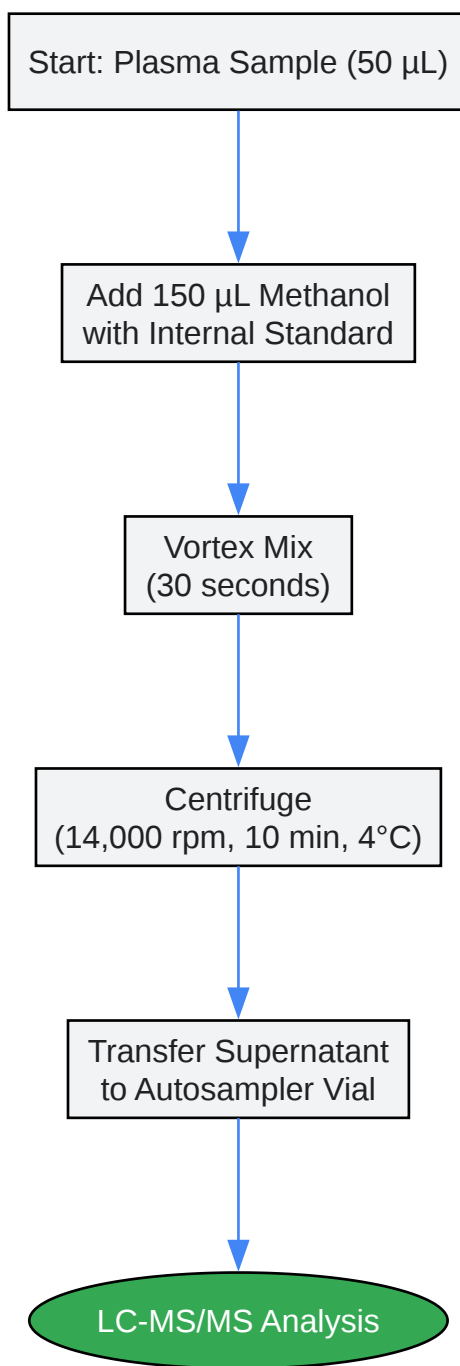 Start: Plasma Sample (50 µL)
Add 150 µL Methanol
with Internal Standard
Vortex Mix
(30 seconds)
Centrifuge
(14,000 rpm, 10 min, 4°C)
Transfer Supernatant
to Autosampler Vial
LC-MS/MS Analysis